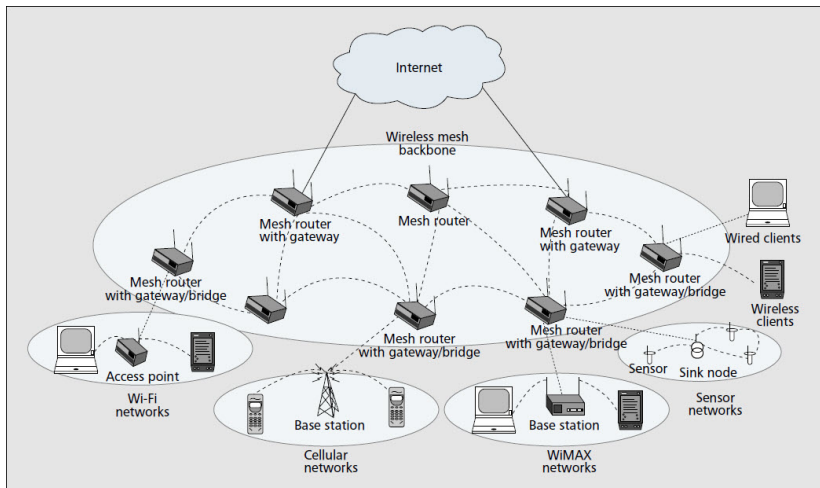 Internet
Wireless mesh
backbone
Mesh router
with gateway
Mesh router
Mesh router
with gateway
Wired clients
Mesh router
with gateway/bridge
Mesh router
with gateway/bridge
Wireless
clients
Mesh router
with gateway/bridge
Mesh router
with gateway/bridge
Access point
Wi-Fi
networks
Sensor
Sink node
Sensor
networks
Base station
Cellular
networks
Base station
WiMAX
networks